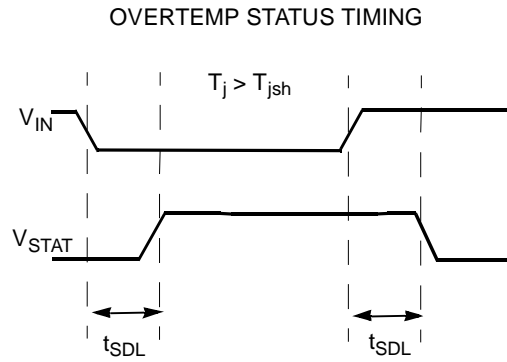 OVERTEMP STATUS TIMING
Tj > Tjsh
VIN
VSTAT
tSDL
tSDL